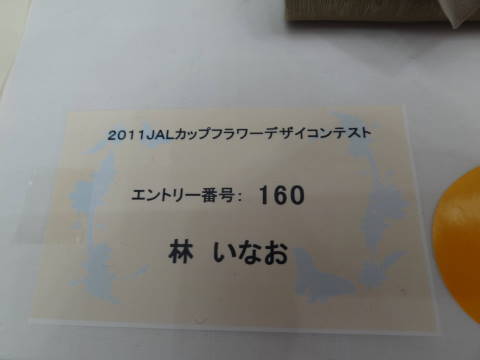 2011JALカップフラワーデザイコンテスト
エントリー番号： 160
林 いなお